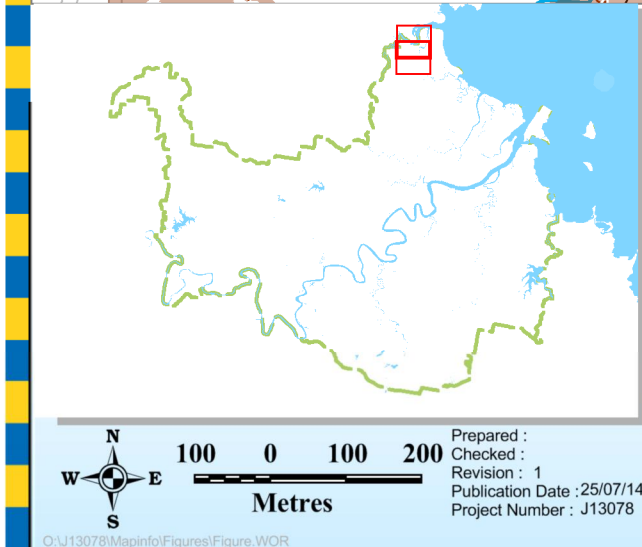 N
W E
S
100 0 100 200
Metres
Prepared :
Checked :
Revision : 1
Publication Date : 25/07/14
Project Number : J13078
O:\J13078\Mapinfo\Figures\Figure.WOR